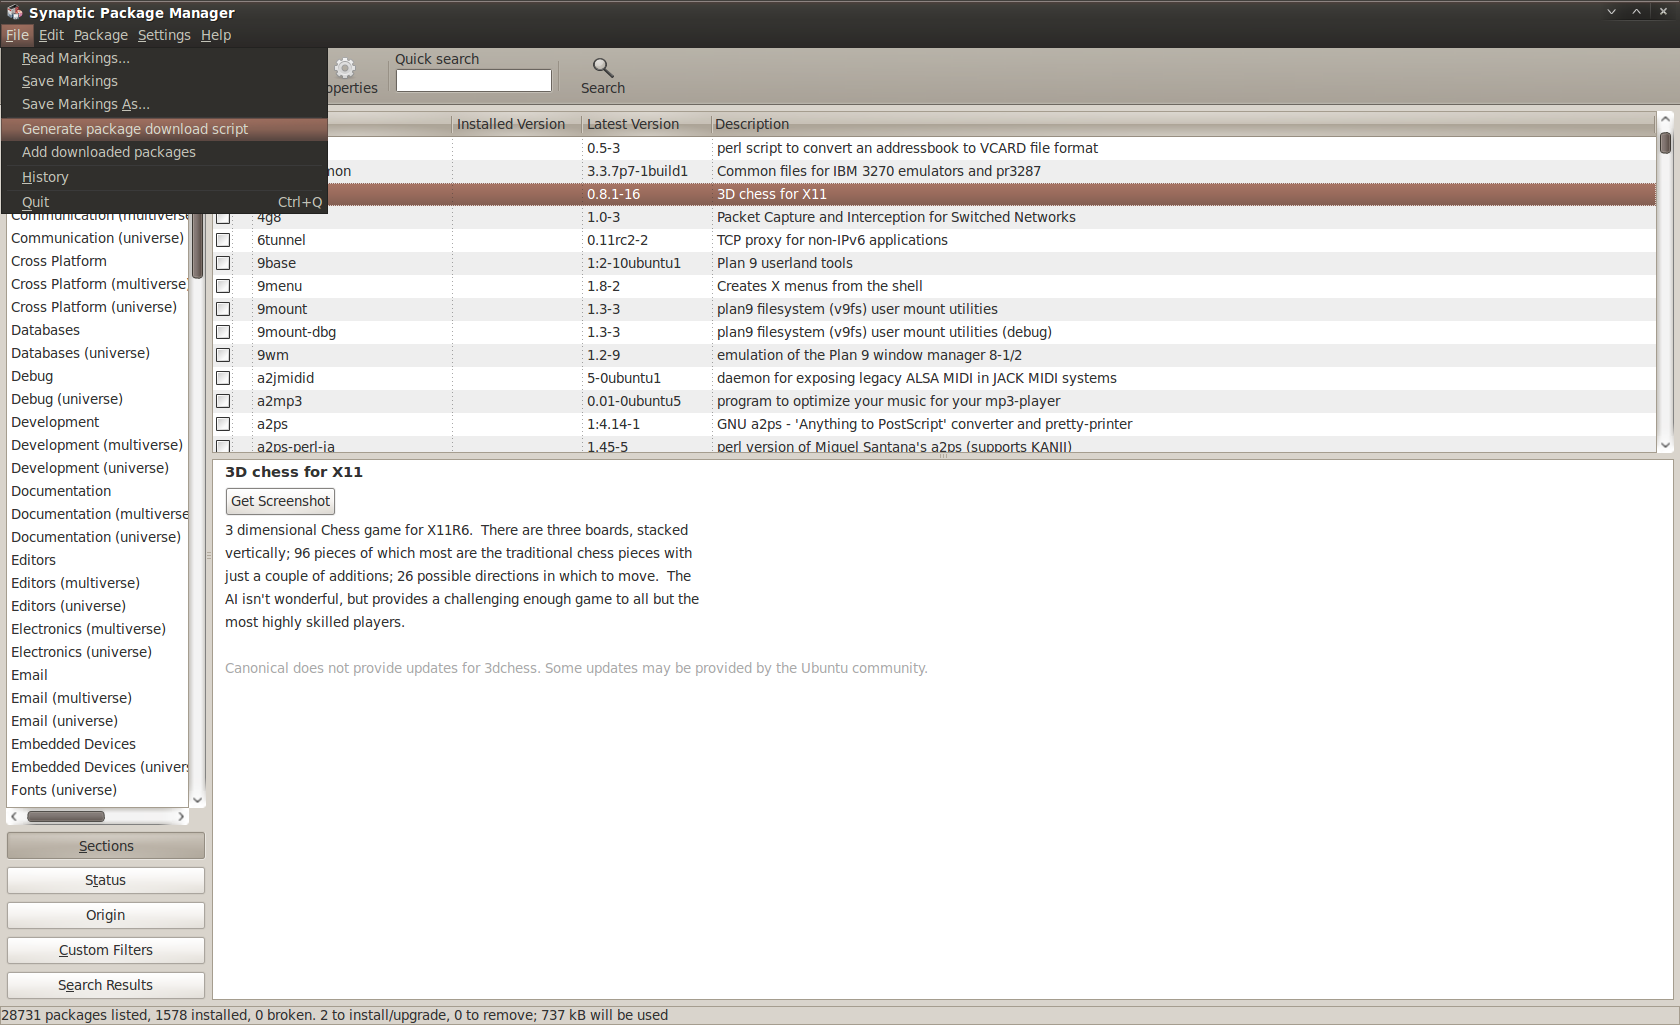 Synaptic Package Manager
File Edit Package Settings Help
Read Markings...
Save Markings
Save Markings As...
Generate package download script
Add downloaded packages
History
Quit Ctrl+Q
operties
Quick search
Search
Installed Version Latest Version Description
0.5-3 perl script to convert an addressbook to VCARD file format
mon 3.3.7p7-1build1 Common files for IBM 3270 emulators and pr3287
0.8.1-16 3D chess for X11
4g8 1.0-3 Packet Capture and Interception for Switched Networks
6tunnel 0.11rc2-2 TCP proxy for non-IPv6 applications
9base 1:2-10ubuntu1 Plan 9 userland tools
9menu 1.8-2 Creates X menus from the shell
9mount 1.3-3 plan9 filesystem (v9fs) user mount utilities
9mount-dbg 1.3-3 plan9 filesystem (v9fs) user mount utilities (debug)
9wm 1.2-9 emulation of the Plan 9 window manager 8-1/2
a2jmidid 5-0ubuntu1 daemon for exposing legacy ALSA MIDI in JACK MIDI systems
a2mp3 0.01-0ubuntu5 program to optimize your music for your mp3-player
a2ps 1:4.14-1 GNU a2ps - 'Anything to PostScript' converter and pretty-printer
a2ps-perl-ja 1.45-5 perl version of Miguel Santana's a2ps (supports KANJI)
Communication (multiverse
Communication (universe)
Cross Platform
Cross Platform (multiverse)
Cross Platform (universe)
Databases
Databases (universe)
Debug
Debug (universe)
Development
Development (multiverse)
Development (universe)
Documentation
Documentation (multiverse
Documentation (universe)
Editors
Editors (multiverse)
Editors (universe)
Electronics (multiverse)
Electronics (universe)
Email
Email (multiverse)
Email (universe)
Embedded Devices
Embedded Devices (univers
Fonts (universe)
Sections
Status
Origin
Custom Filters
Search Results
3D chess for X11
Get Screenshot
3 dimensional Chess game for X11R6. There are three boards, stacked
vertically; 96 pieces of which most are the traditional chess pieces with
just a couple of additions; 26 possible directions in which to move. The
AI isn't wonderful, but provides a challenging enough game to all but the
most highly skilled players.
Canonical does not provide updates for 3dchess. Some updates may be provided by the Ubuntu community.
28731 packages listed, 1578 installed, 0 broken. 2 to install/upgrade, 0 to remove; 737 kB will be used